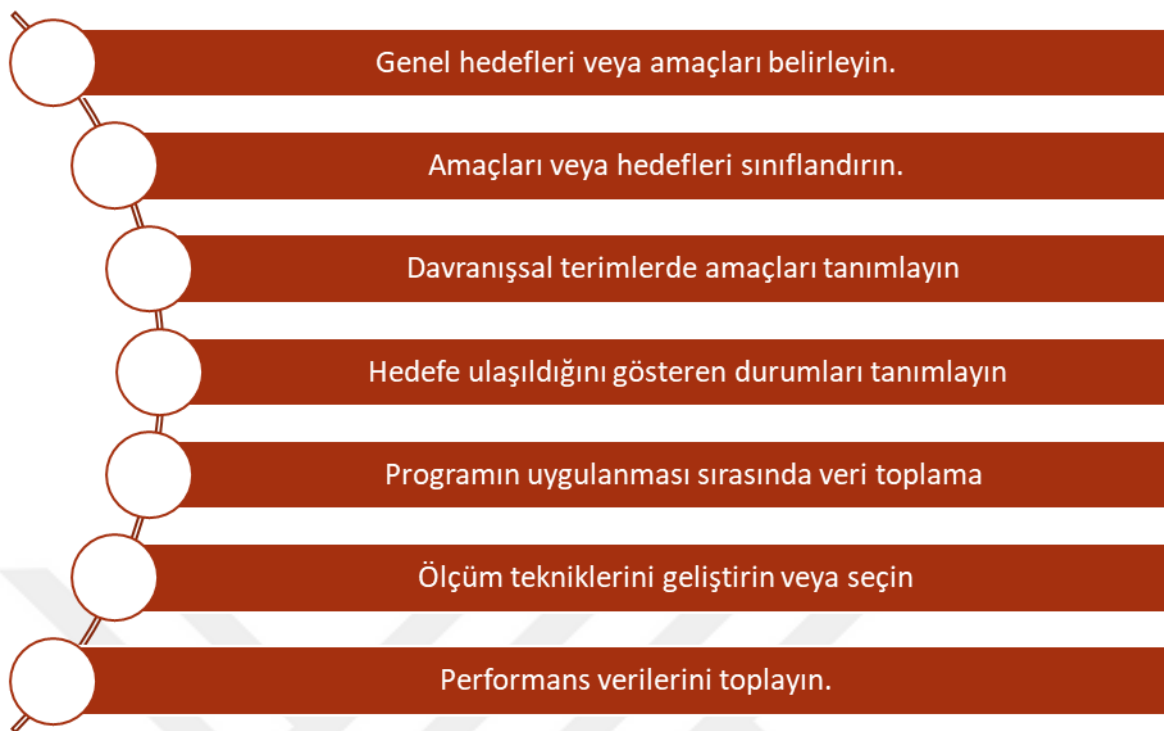 Genel hedefleri veya amaçları belirleyin.
Amaçları veya hedefleri sınıflandırın.
Davranışsal terimlerde amaçları tanımlayın
Hedefe ulaşıldığını gösteren durumları tanımlayın
Programın uygulanması sırasında veri toplama
Ölçüm tekniklerini geliştirin veya seçin
Performans verilerini toplayın.